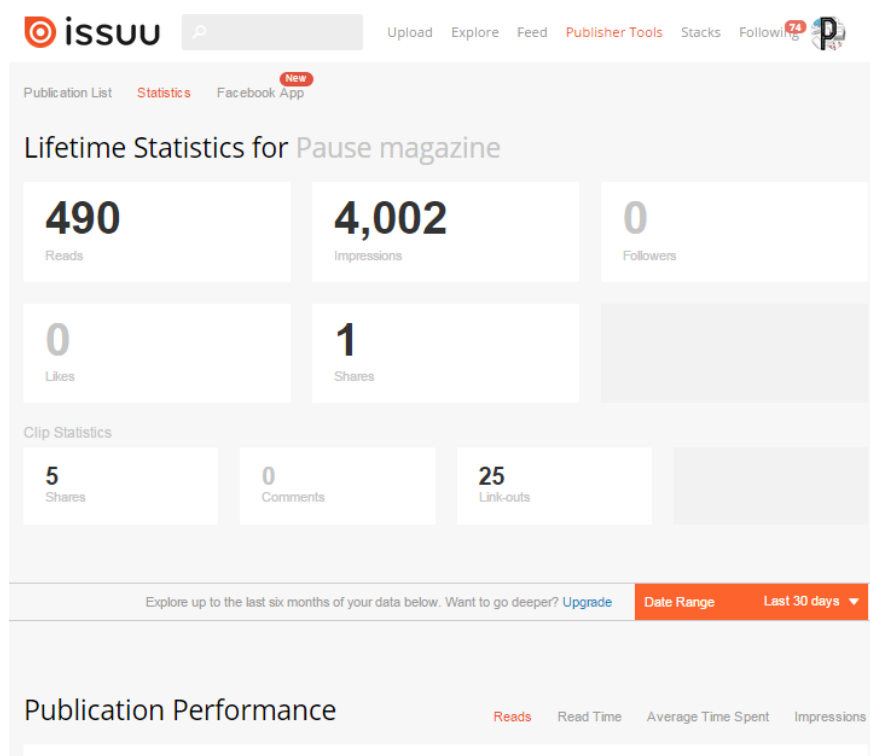 issuu
Upload Explore Feed Publisher Tools Stacks Following 74 P
New
Publication List Statistics Facebook App
Lifetime Statistics for Pause magazine
490 4,002 0
Reads Impressions Followers
0 1
Likes Shares
Clip Statistics
5 0 25
Shares Comments Link-outs
Explore up to the last six months of your data below. Want to go deeper? Upgrade Date Range Last 30 days
Publication Performance Reads Read Time Average Time Spent Impressions